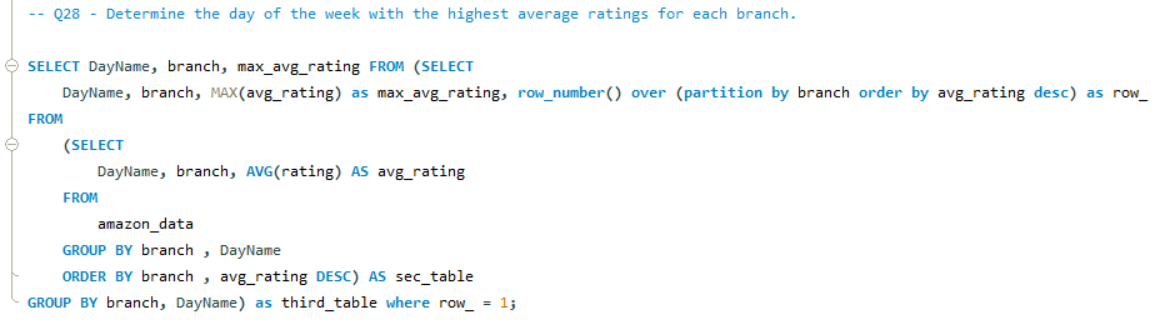 -- Q28 - Determine the day of the week with the highest average ratings for each branch.
SELECT DayName, branch, max_avg_rating FROM (SELECT
DayName, branch, MAX(avg_rating) as max_avg_rating, row_number() over (partition by branch order by avg_rating desc) as row_
FROM
(SELECT
DayName, branch, AVG(rating) AS avg_rating
FROM
amazon_data
GROUP BY branch , DayName
ORDER BY branch , avg_rating DESC) AS sec_table
GROUP BY branch, DayName) as third_table where row_ = 1;